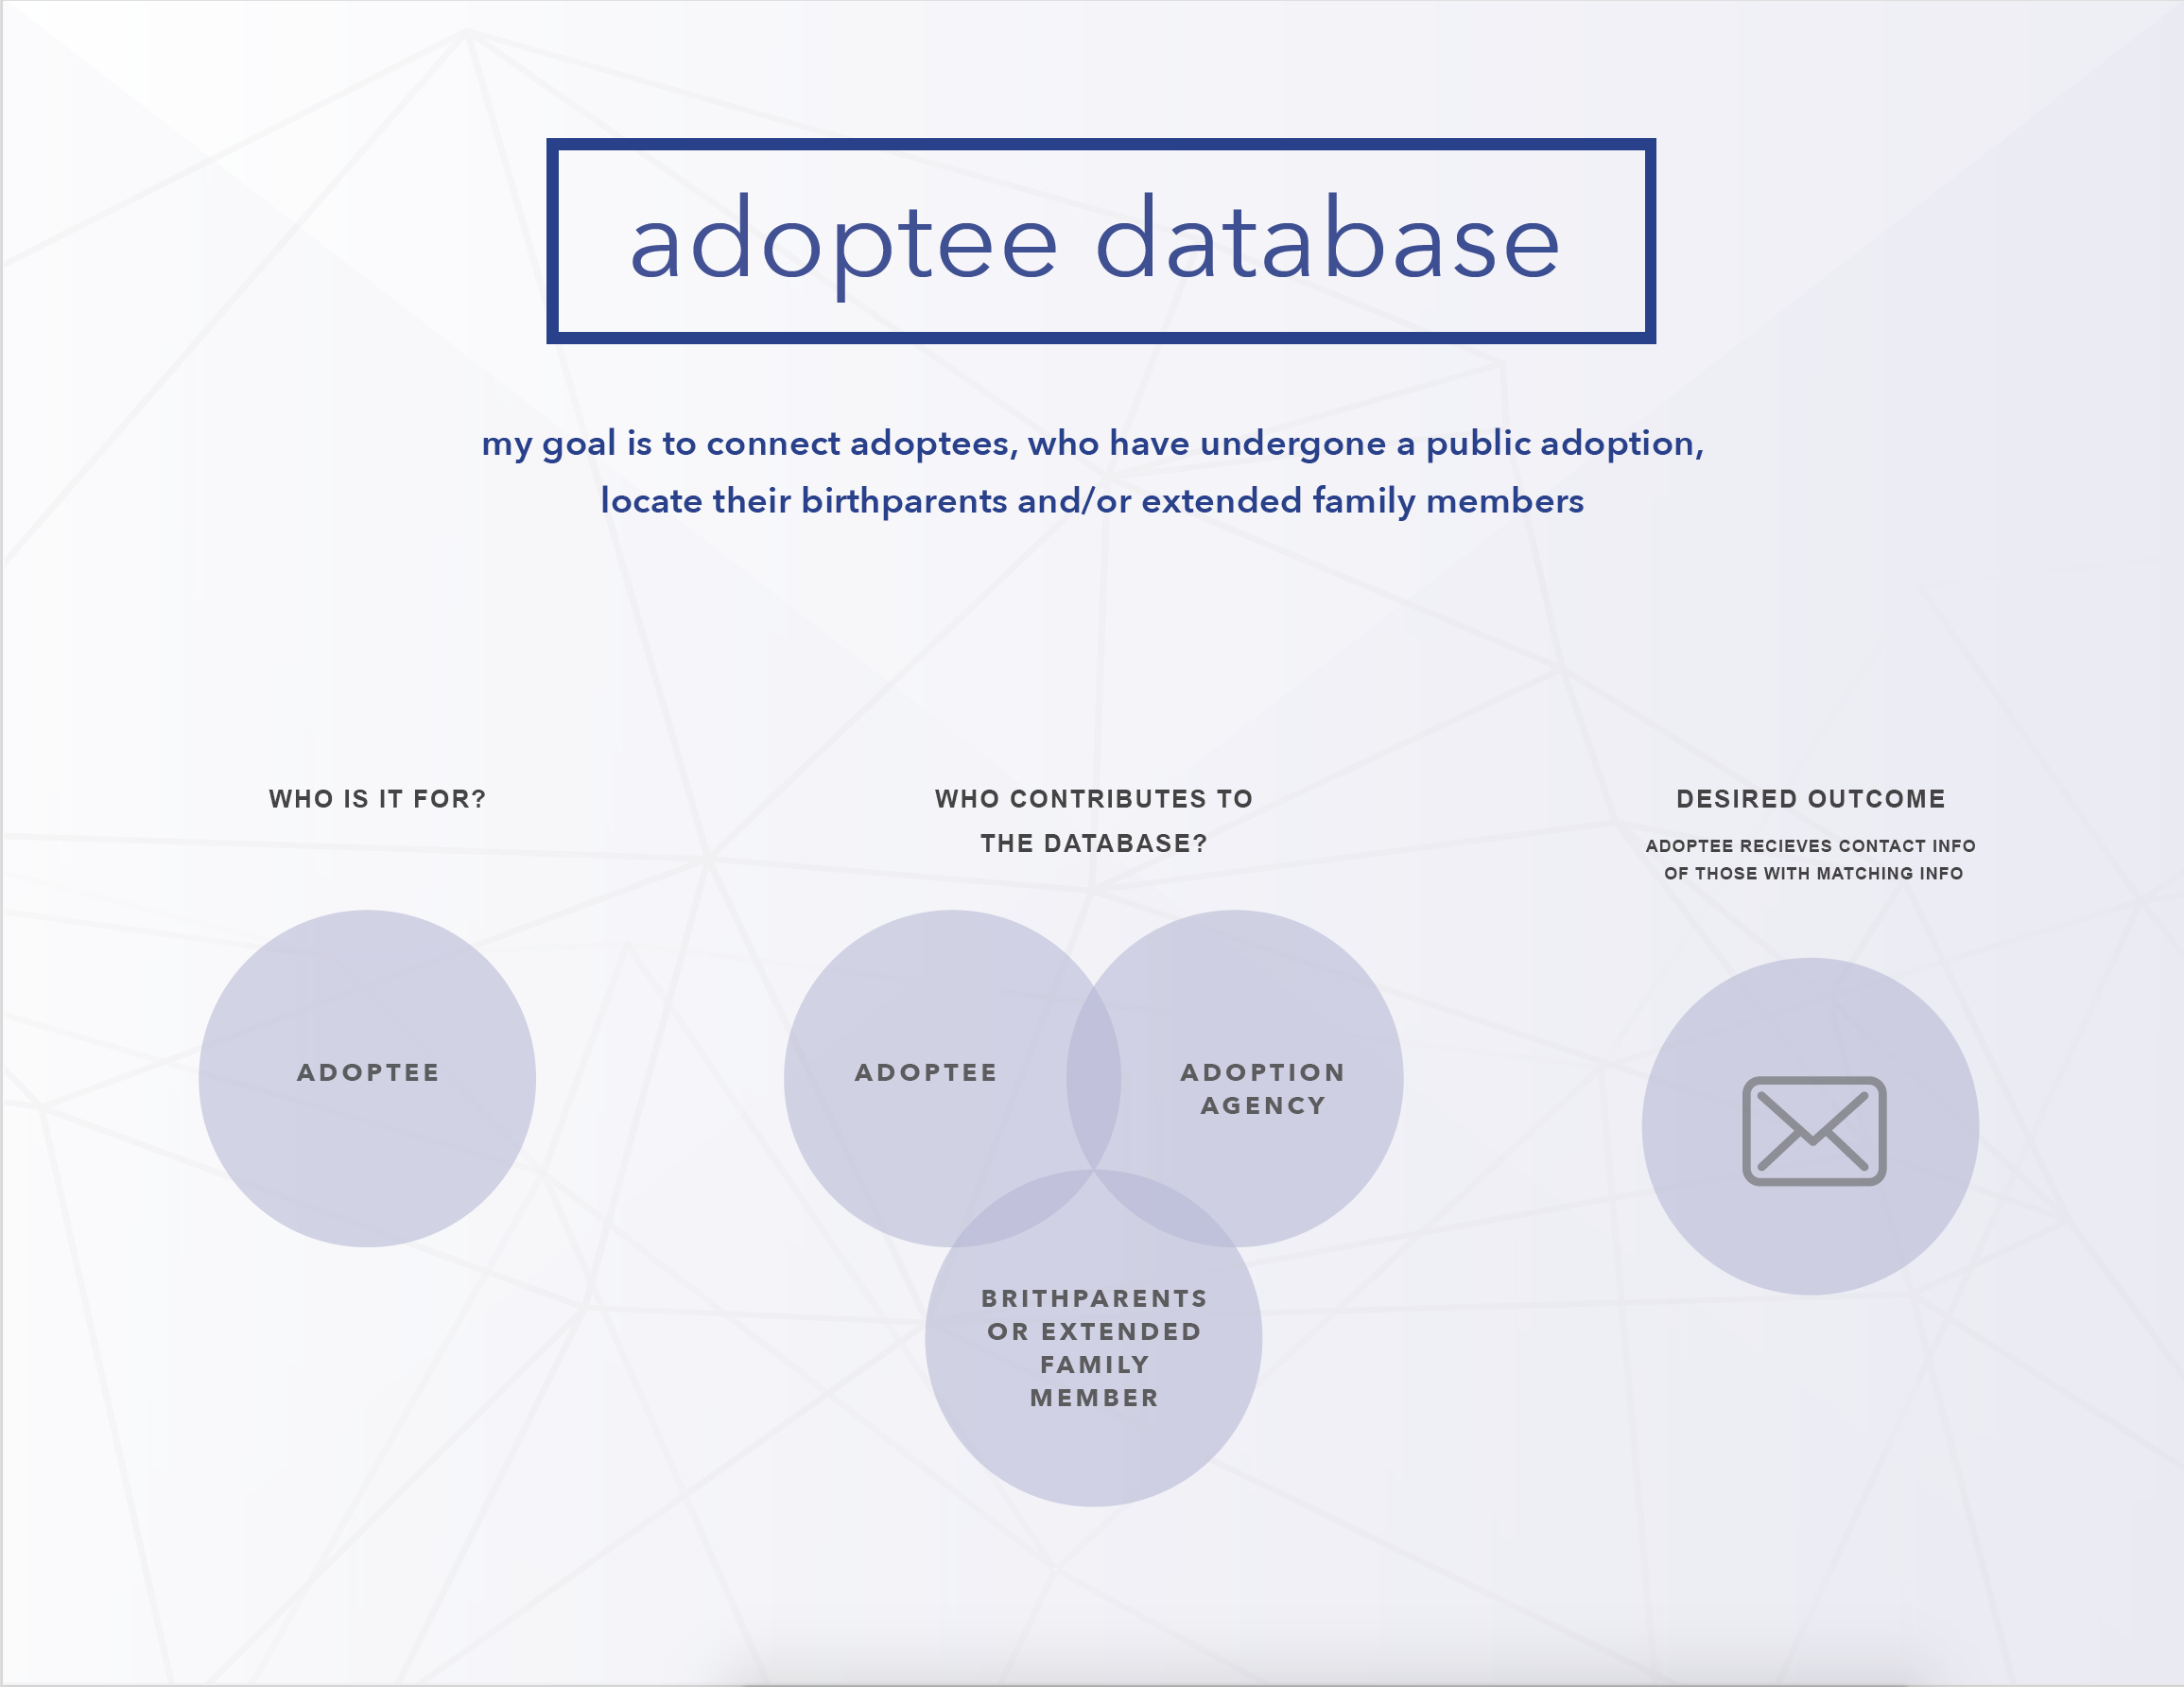 adoptee database
my goal is to connect adoptees, who have undergone a public adoption,
locate their birthparents and/or extended family members
WHO IS IT FOR?
ADOPTEE
WHO CONTRIBUTES TO
THE DATABASE?
ADOPTEE
ADOPTION
AGENCY
BRITHPARENTS
OR EXTENDED
FAMILY
MEMBER
DESIRED OUTCOME
ADOPTEE RECIEVES CONTACT INFO
OF THOSE WITH MATCHING INFO